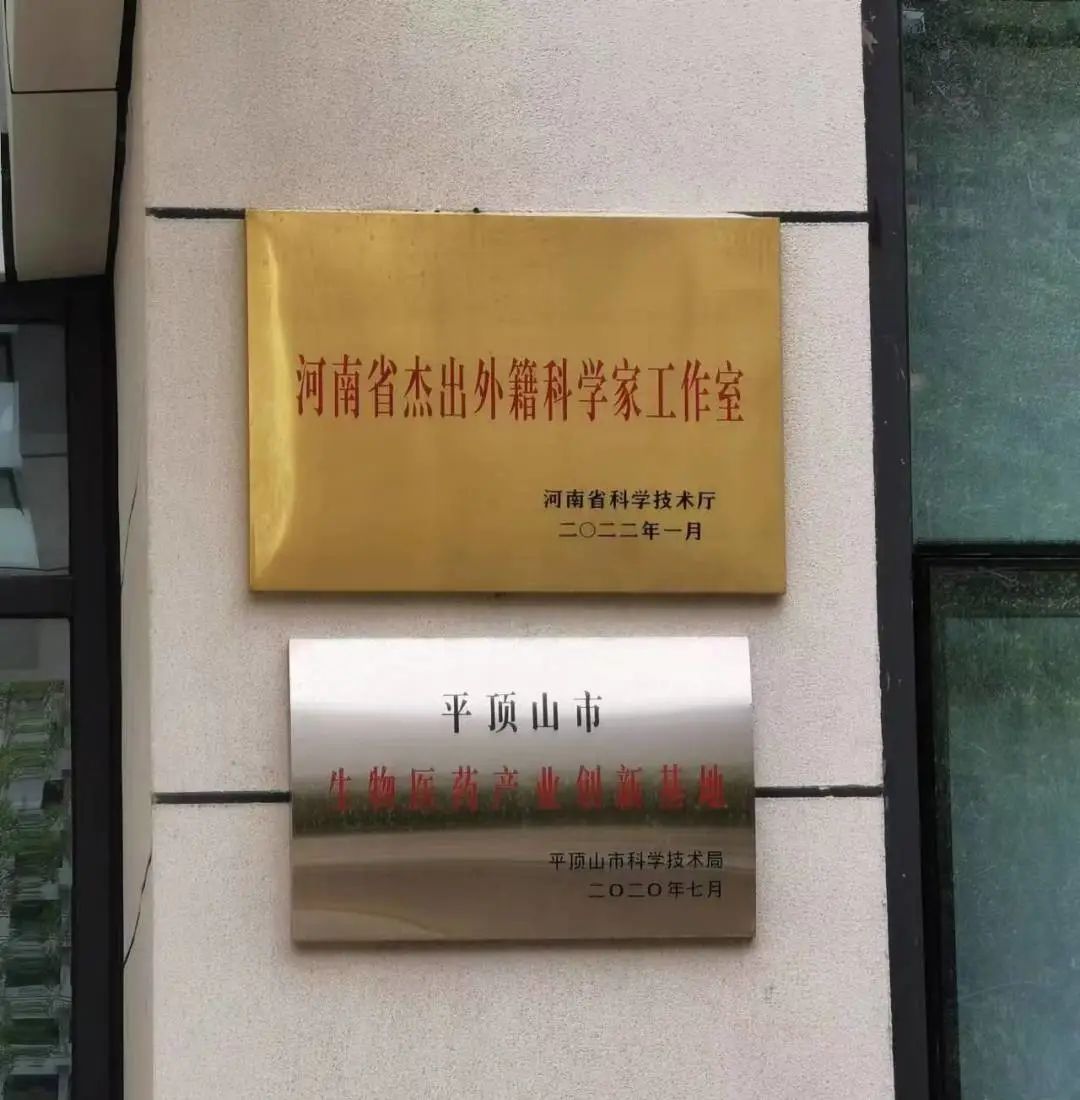 河南省杰出外籍科学家工作室
河南省科学技术厅
二〇二二年一月
平顶山市
生物医药产业创新基地
平顶山市科学技术局
二〇二〇年七月